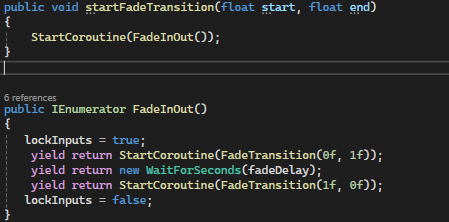 public void startFadeTransition(float start, float end)
{
StartCoroutine(FadeInOut());
}
6 references
public IEnumerator FadeInOut()
{
lockInputs = true;
yield return StartCoroutine(FadeTransition(0f, 1f));
yield return new WaitForSeconds(fadeDelay);
yield return StartCoroutine(FadeTransition(1f, 0f));
lockInputs = false;
}